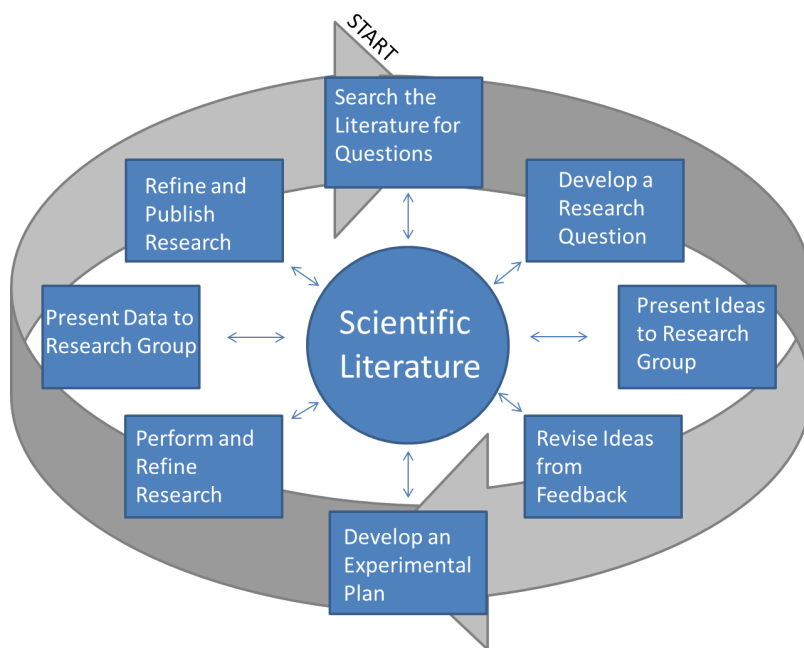 START
Search the
Literature for
Questions
Develop a
Research
Question
Present Ideas
to Research
Group
Revise Ideas
from
Feedback
Develop an
Experimental
Plan
Perform and
Refine
Research
Present Data to
Research Group
Refine and
Publish
Research
Scientific
Literature